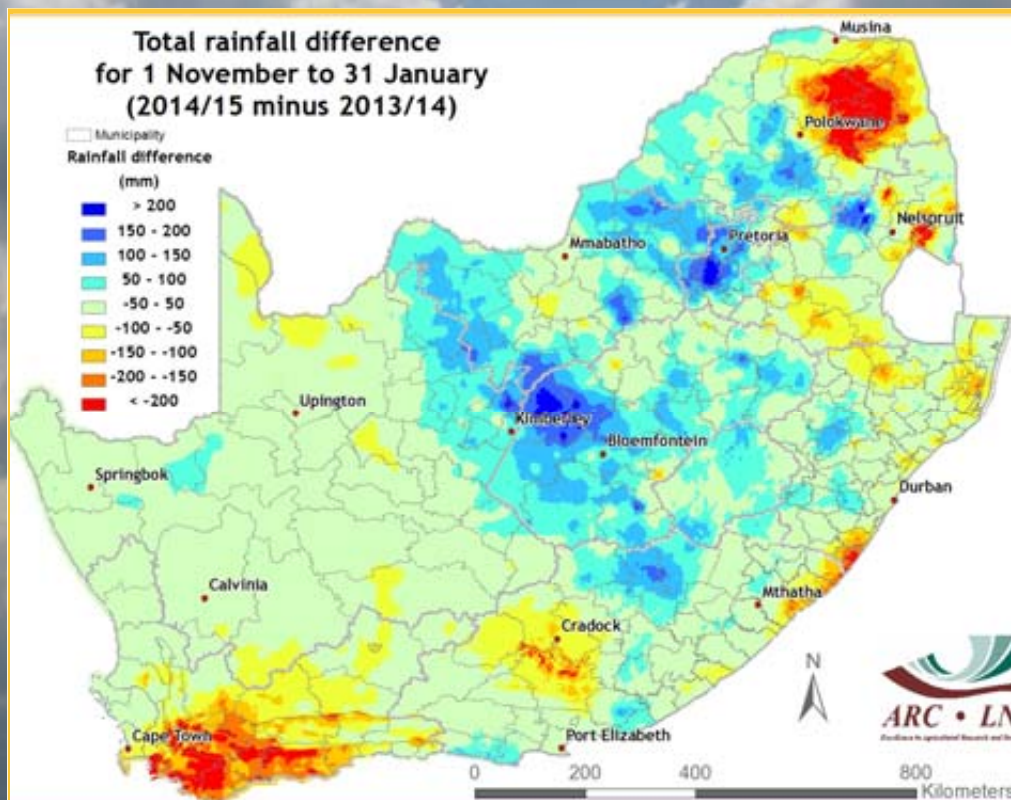 Total rainfall difference
for 1 November to 31 January
(2014/15 minus 2013/14)
Municipality
Rainfall difference
(mm)
> 200
150 - 200
100 - 150
50 - 100
-50 - 50
-100 - -50
-150 - -100
-200 - -150
< -200
Musina
Polokwane
Nelspruit
Pretoria
Mmabatho
Upington
Kimberley
Bloemfontein
Springbok
Durban
Calvinia
Mthatha
Cradock
Cape Town
Port Elizabeth
N
ARC • LN
0 200 400 800
Kilometers